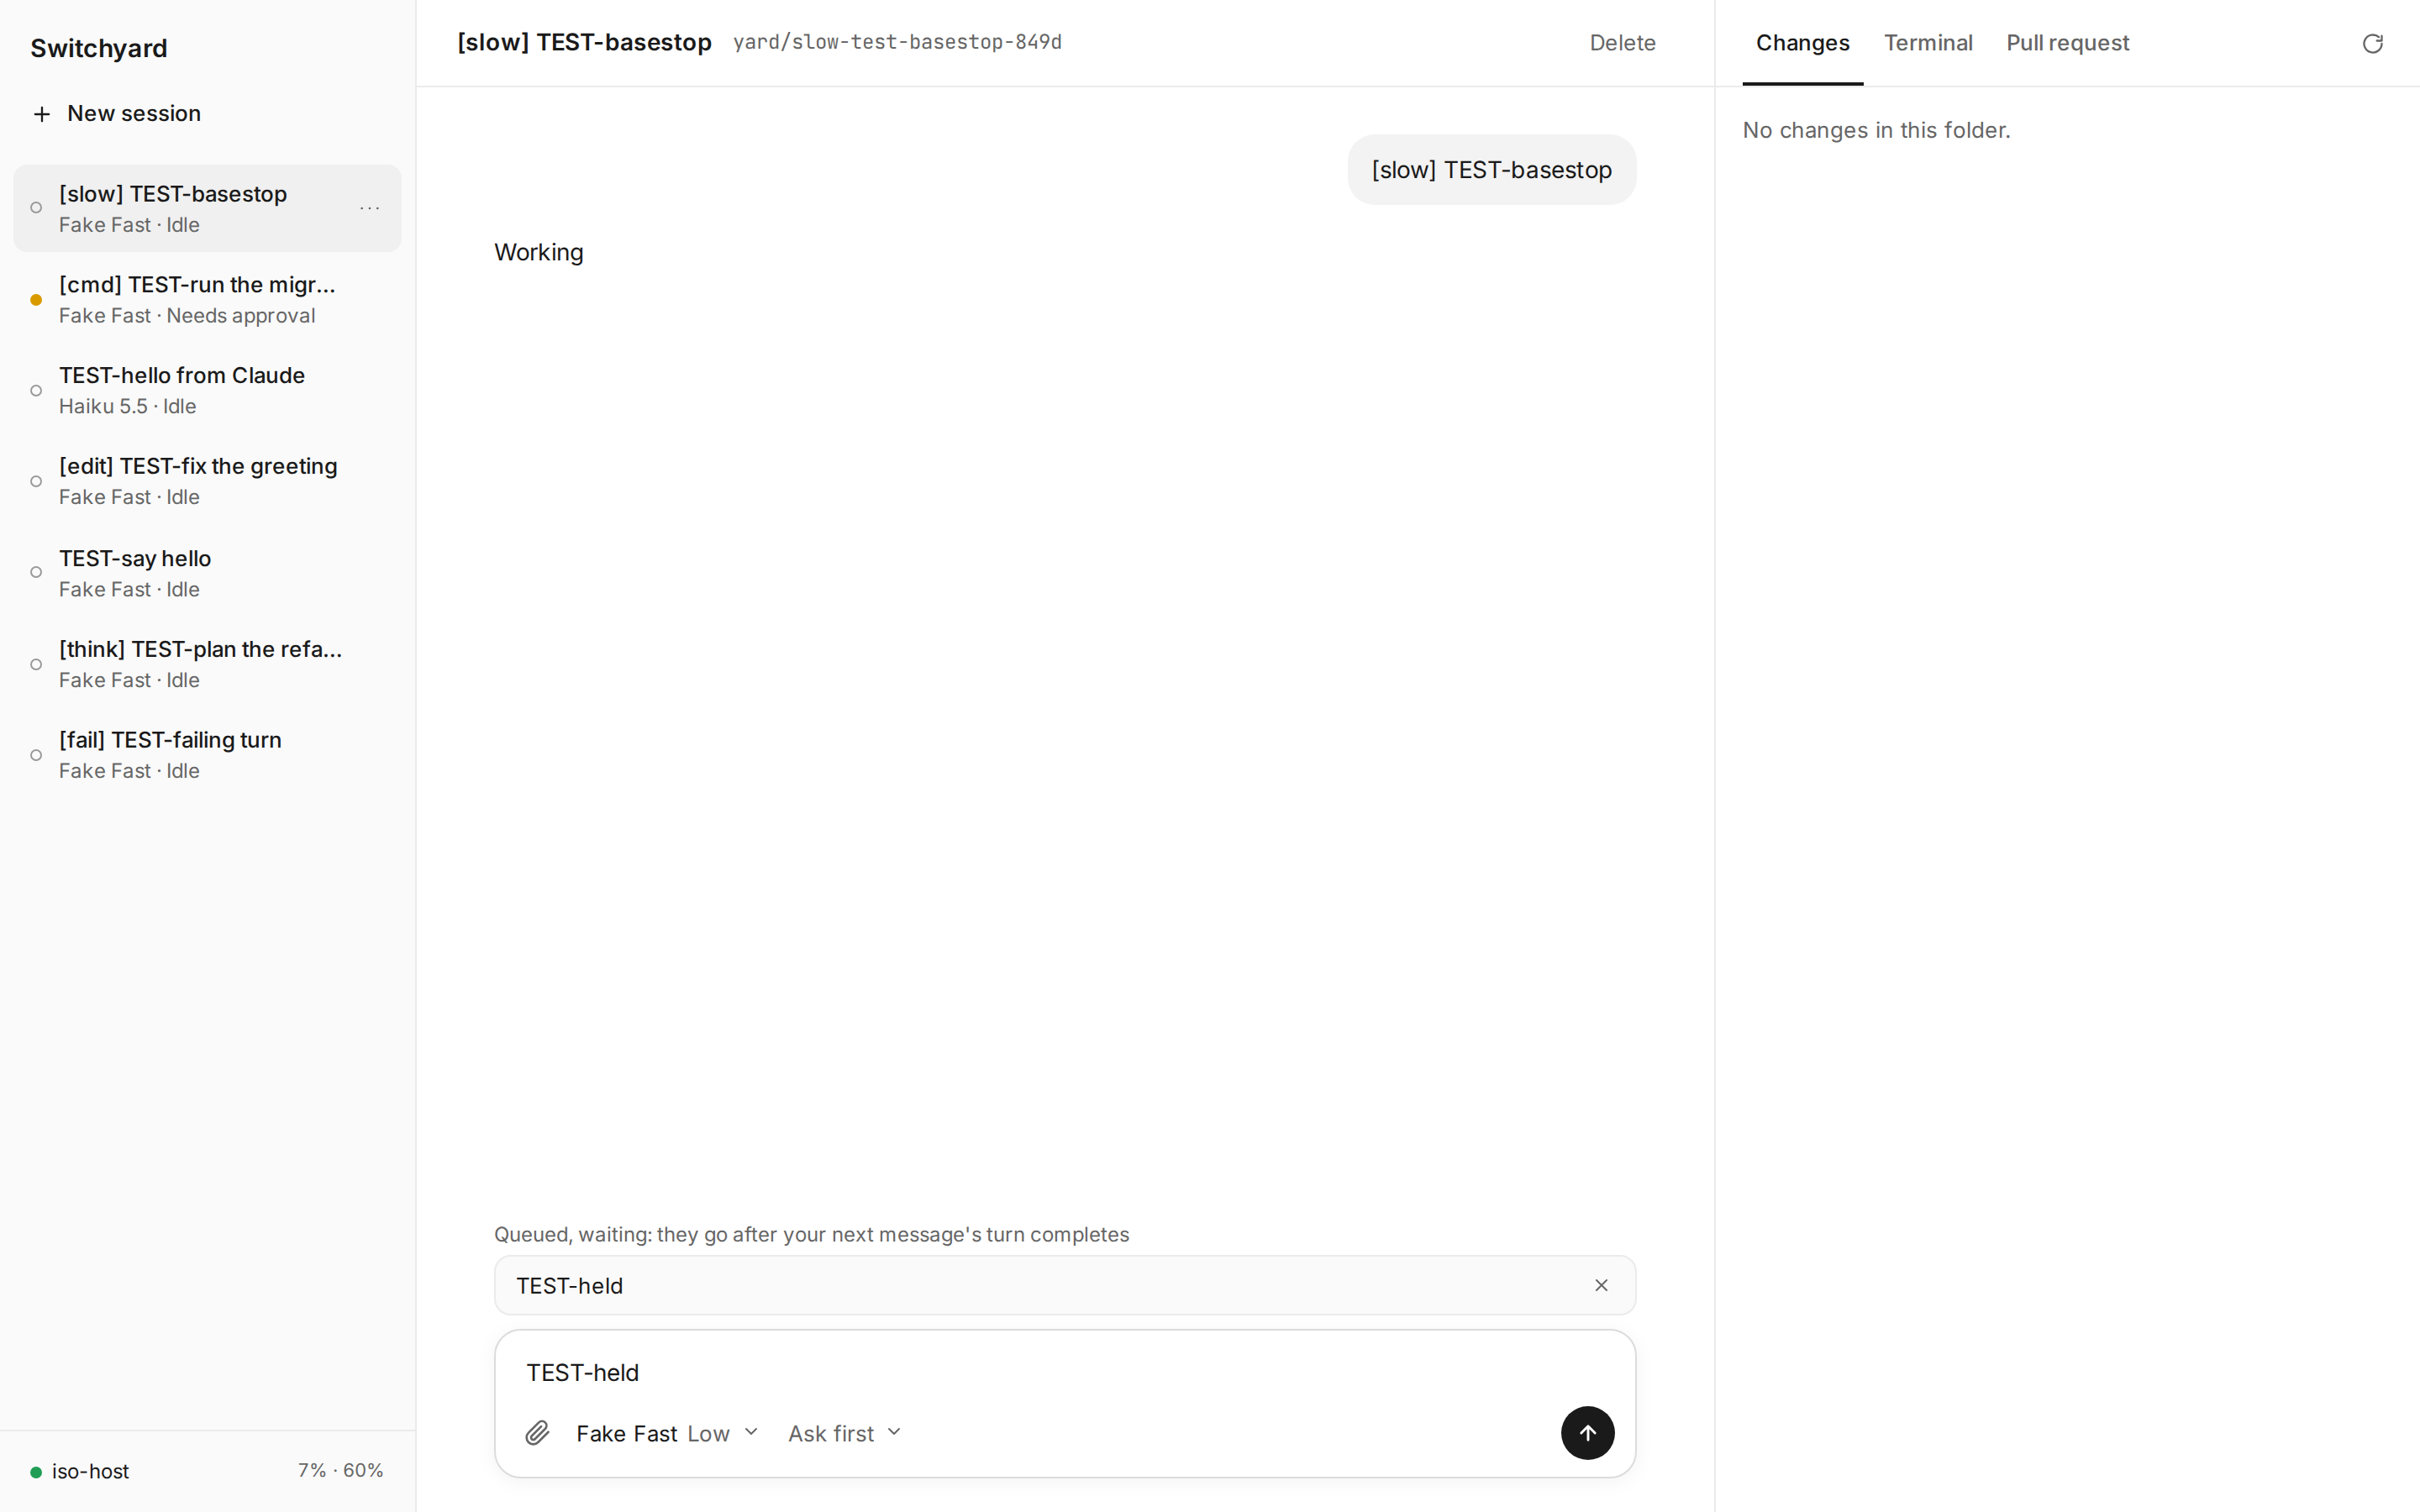 Switchyard
New session
[slow] TEST-basestop
Fake Fast · Idle
[cmd] TEST-run the migr...
Fake Fast · Needs approval
TEST-hello from Claude
Haiku 5.5 · Idle
[edit] TEST-fix the greeting
Fake Fast · Idle
TEST-say hello
Fake Fast · Idle
[think] TEST-plan the refa...
Fake Fast · Idle
[fail] TEST-failing turn
Fake Fast · Idle
iso-host 7% · 60%
[slow] TEST-basestop yard/slow-test-basestop-849d Delete
[slow] TEST-basestop
Working
Queued, waiting: they go after your next message's turn completes
TEST-held
TEST-held
Fake Fast Low Ask first
Changes Terminal Pull request
No changes in this folder.